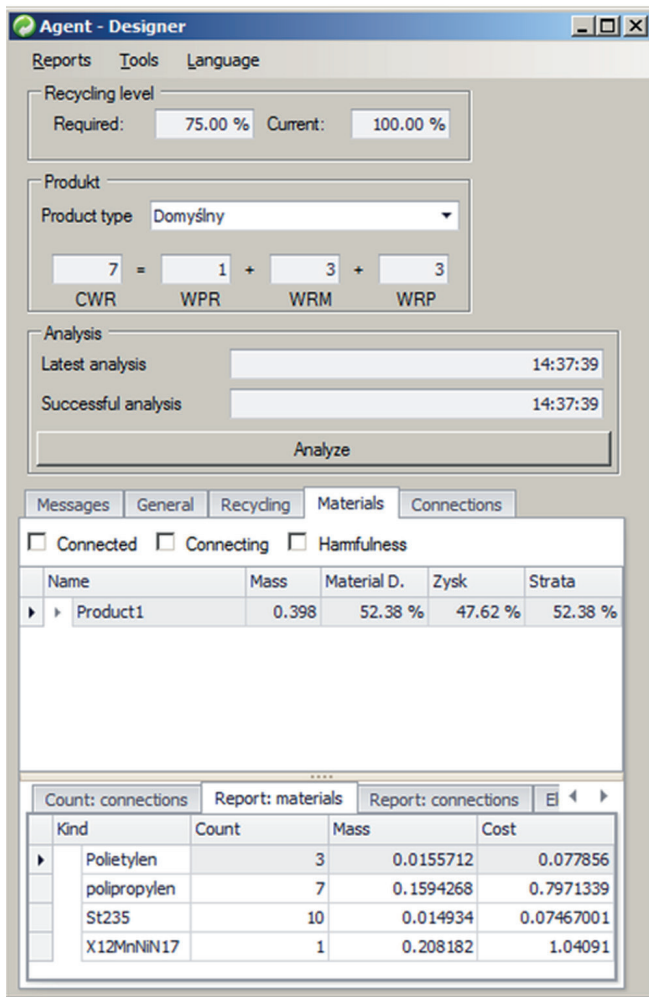 Agent - Designer
Reports Tools Language
Recycling level
Required: 75.00 % Current: 100.00 %
Produkt
Product type Domyślny
7 = 1 + 3 + 3
CWR WPR WRM WRP
Analysis
Latest analysis 14:37:39
Successful analysis 14:37:39
Analyze
Messages General Recycling Materials Connections
Connected Connecting Harmfulness
Name Mass Material D. Zysk Strata
Product1 0.398 52.38 % 47.62 % 52.38 %
Count: connections Report: materials Report: connections El
Kind Count Mass Cost
Polietylen 3 0.0155712 0.077856
polipropylen 7 0.1594268 0.7971339
St235 10 0.014934 0.07467001
X12MnNiN17 1 0.208182 1.04091